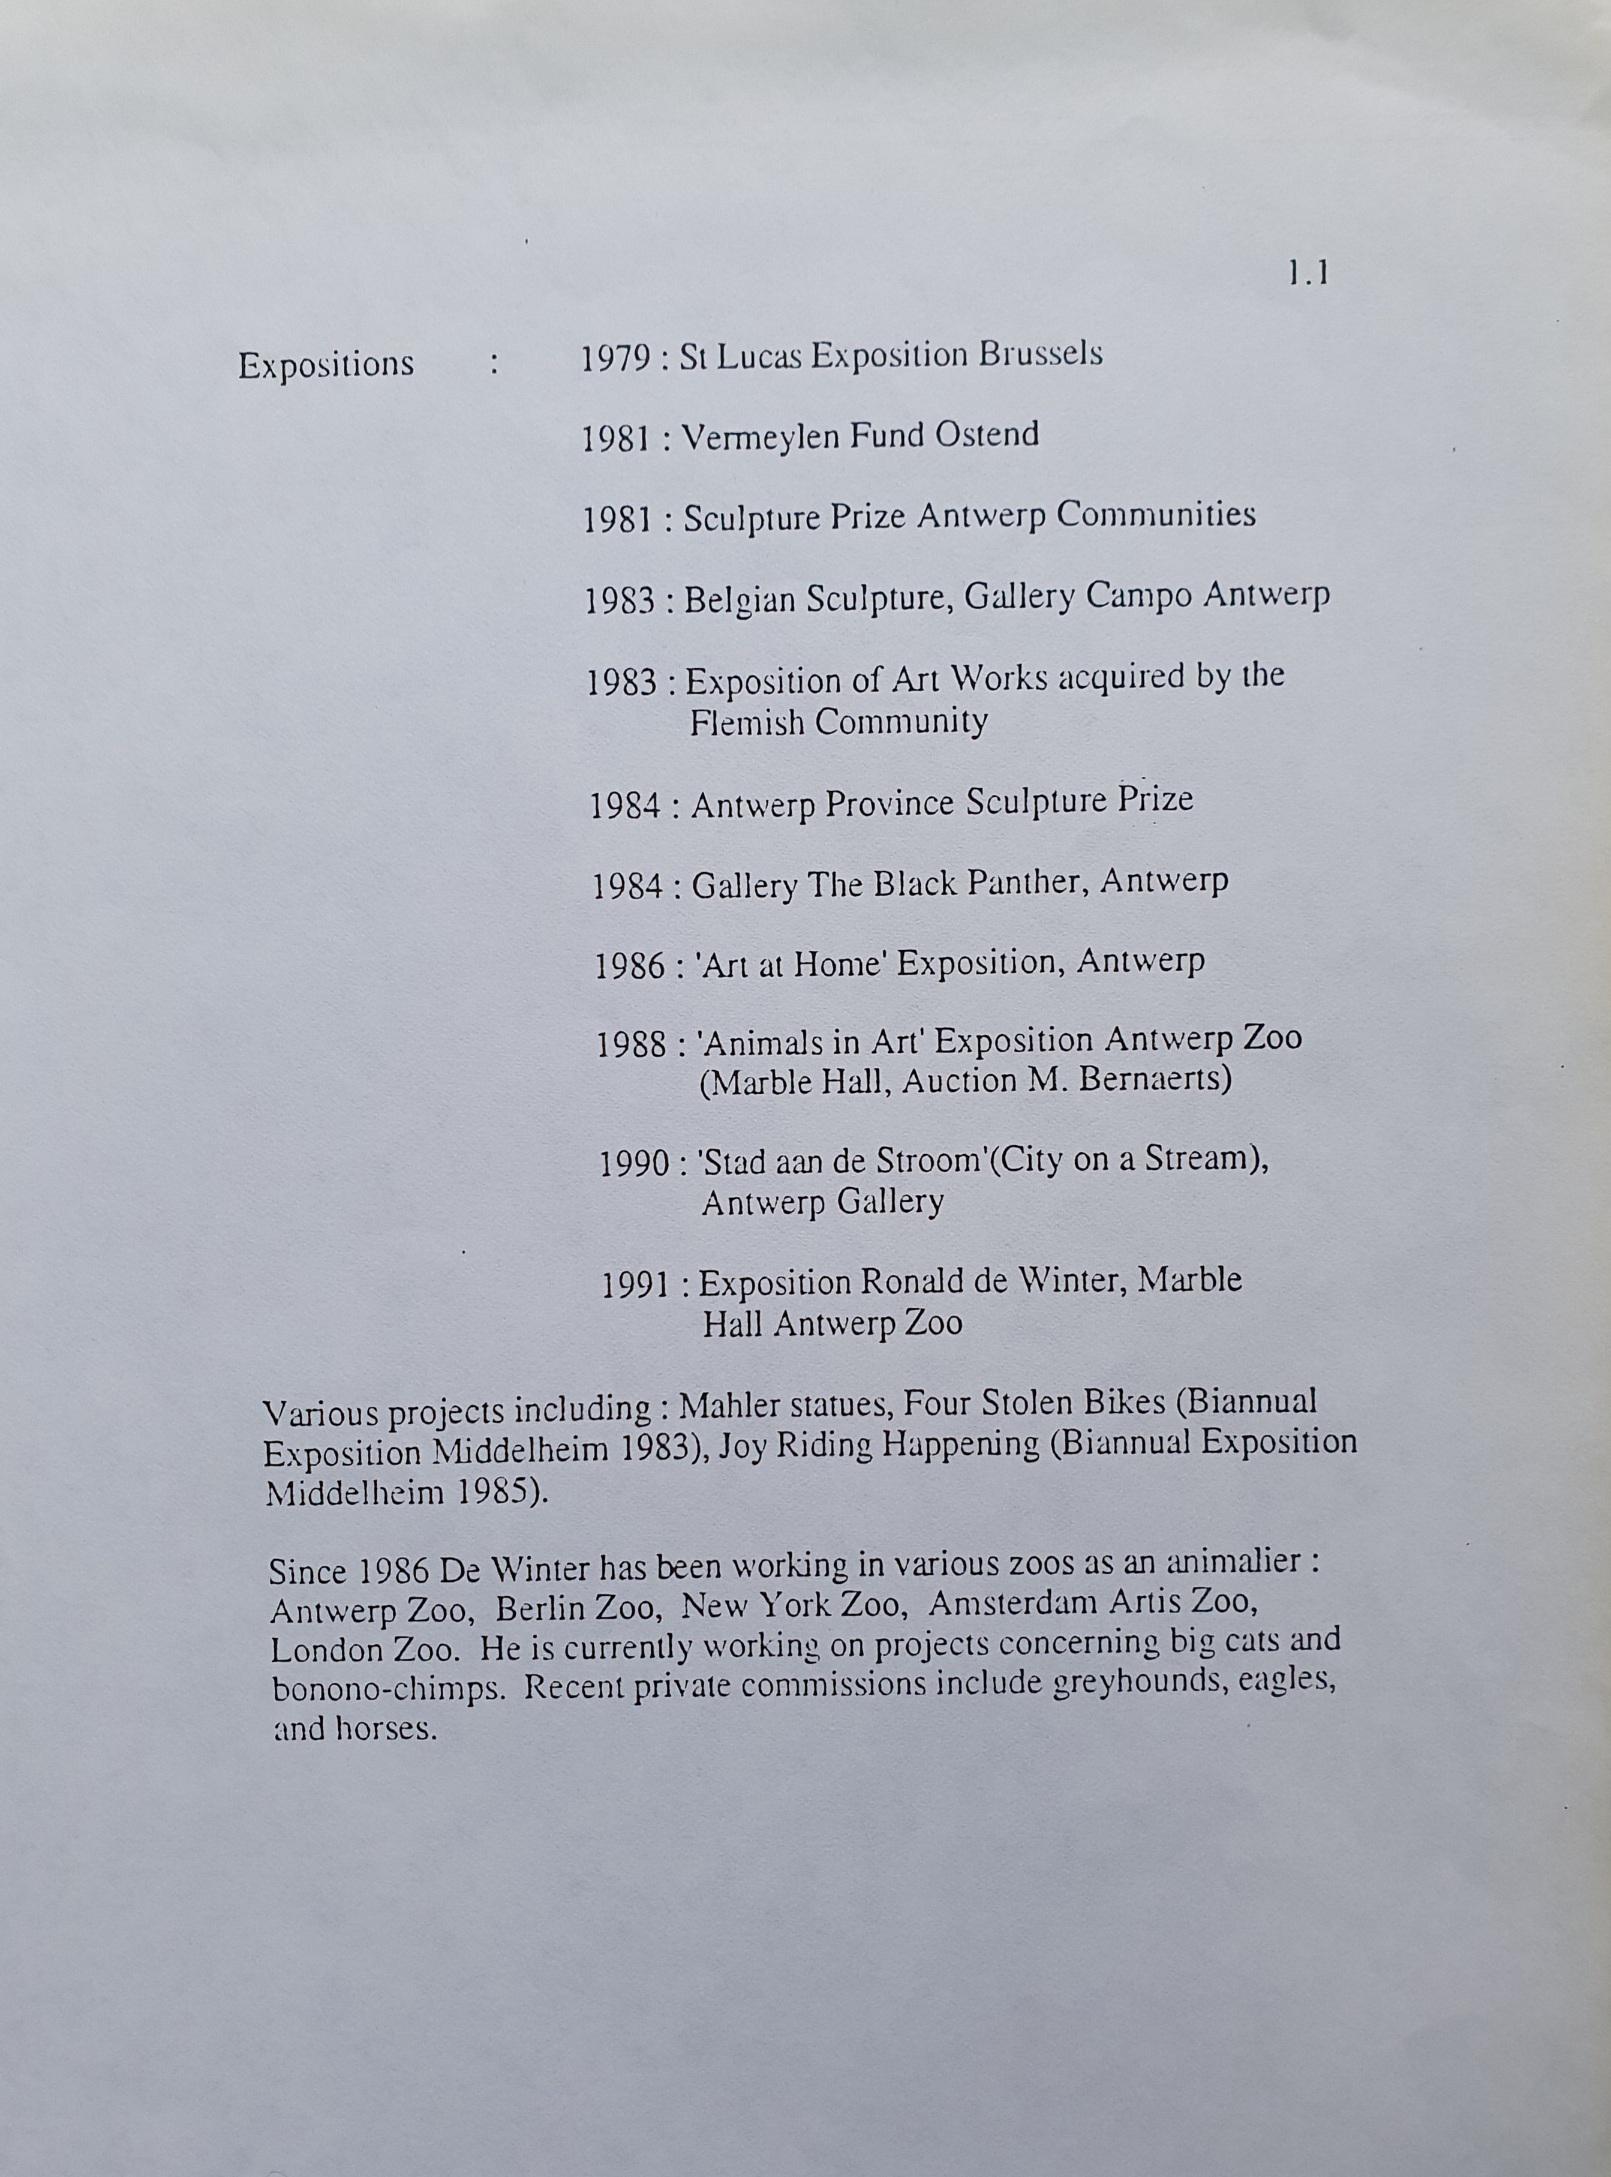 1.1
Expositions : 1979 : St Lucas Exposition Brussels
1981 : Vermeylen Fund Ostend
1981 : Sculpture Prize Antwerp Communities
1983 : Belgian Sculpture, Gallery Campo Antwerp
1983 : Exposition of Art Works acquired by the
Flemish Community
1984 : Antwerp Province Sculpture Prize
1984 : Gallery The Black Panther, Antwerp
1986 : 'Art at Home' Exposition, Antwerp
1988 : 'Animals in Art' Exposition Antwerp Zoo
(Marble Hall, Auction M. Bernaerts)
1990 : 'Stad aan de Stroom'(City on a Stream),
Antwerp Gallery
1991 : Exposition Ronald de Winter, Marble
Hall Antwerp Zoo
Various projects including : Mahler statues, Four Stolen Bikes (Biannual
Exposition Middelheim 1983), Joy Riding Happening (Biannual Exposition
Middelheim 1985).
Since 1986 De Winter has been working in various zoos as an animalier :
Antwerp Zoo, Berlin Zoo, New York Zoo, Amsterdam Artis Zoo,
London Zoo. He is currently working on projects concerning big cats and
bonono-chimps. Recent private commissions include greyhounds, eagles,
and horses.